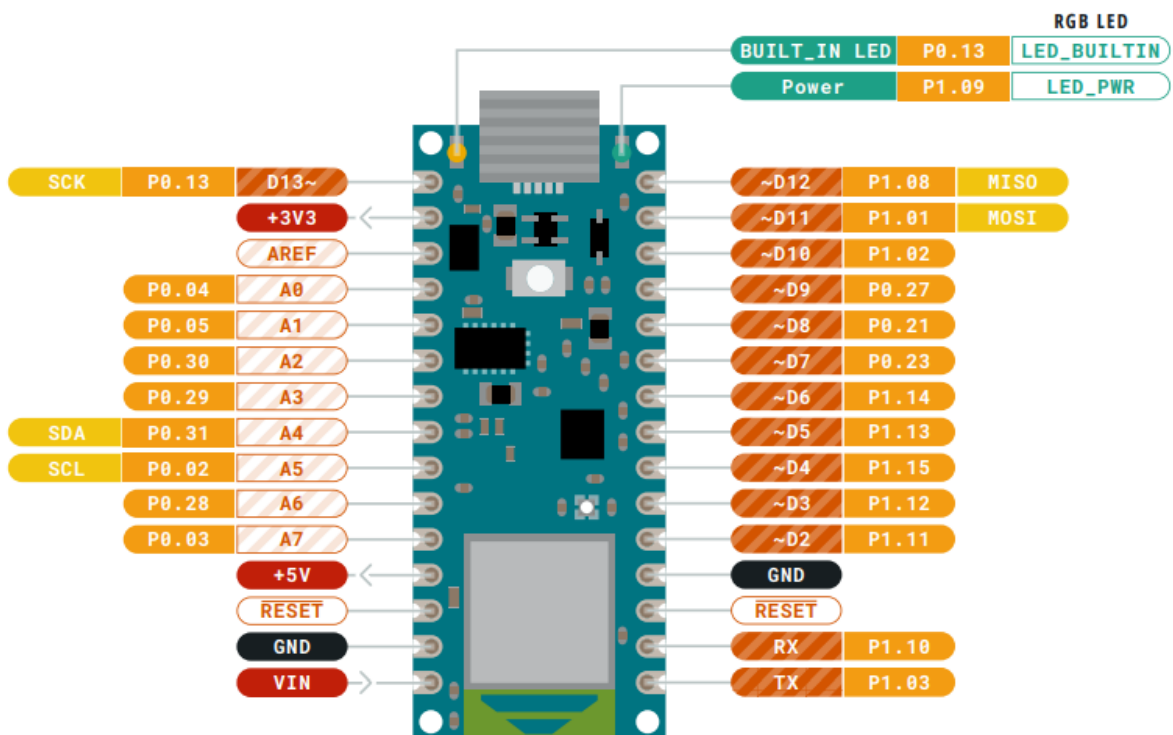 RGB LED
BUILT_IN LED P0.13 LED_BUILTIN
Power P1.09 LED_PWR
SCK P0.13 D13~
+3V3
AREF
P0.04 A0
P0.05 A1
P0.30 A2
P0.29 A3
SDA P0.31 A4
SCL P0.02 A5
P0.28 A6
P0.03 A7
+5V
RESET
GND
VIN
~D12 P1.08 MISO
~D11 P1.01 MOSI
~D10 P1.02
~D9 P0.27
~D8 P0.21
~D7 P0.23
~D6 P1.14
~D5 P1.13
~D4 P1.15
~D3 P1.12
~D2 P1.11
GND
RESET
RX P1.10
TX P1.03